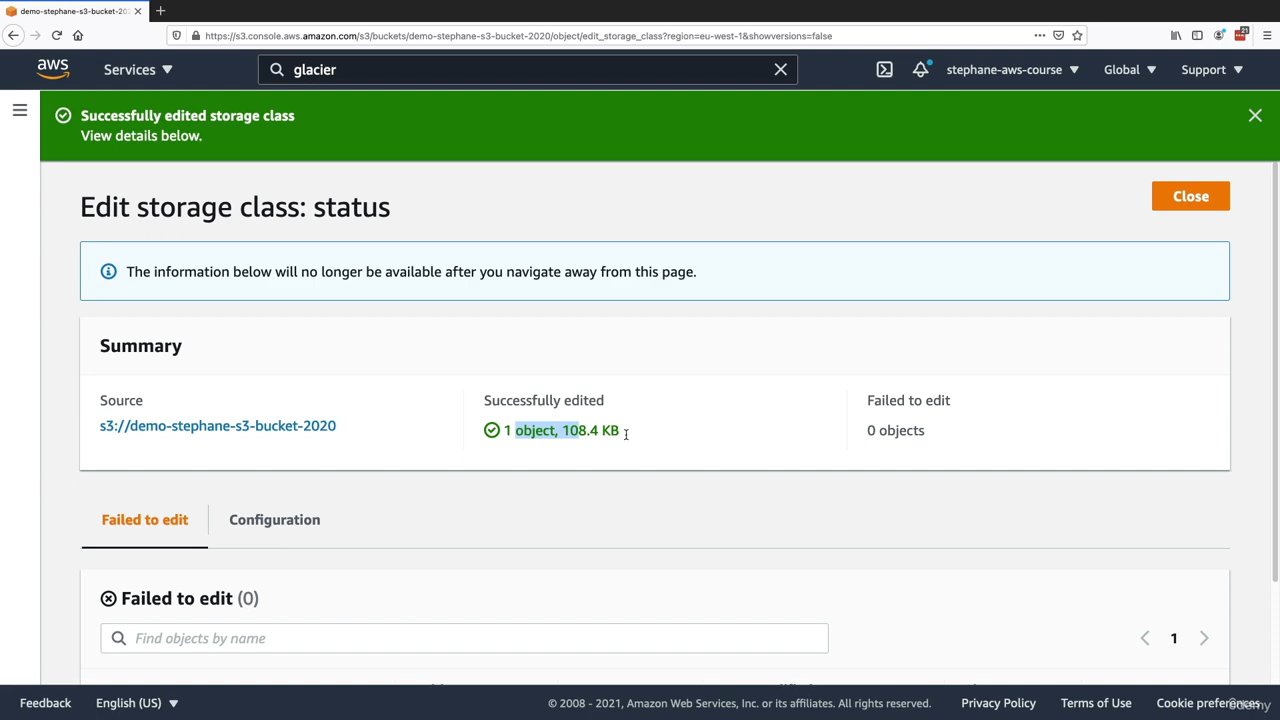 demo-stephane-s3-bucket-202
https://s3.console.aws.amazon.com/s3/buckets/demo-stephane-s3-bucket-2020/object/edit_storage_class?region=eu-west-1&showversions=false
21
aws
Services
glacier
stephane-aws-course
Global
Support
Successfully edited storage class
View details below.
Edit storage class: status
Close
The information below will no longer be available after you navigate away from this page.
Summary
Source
s3://demo-stephane-s3-bucket-2020
Successfully edited
1 object, 108.4 KB
Failed to edit
0 objects
Failed to edit
Configuration
Failed to edit (0)
Find objects by name
1
Feedback
English (US)
© 2008 - 2021, Amazon Web Services, Inc. or its affiliates. All rights reserved.
Privacy Policy
Terms of Use
Cookie preferences
Udemy